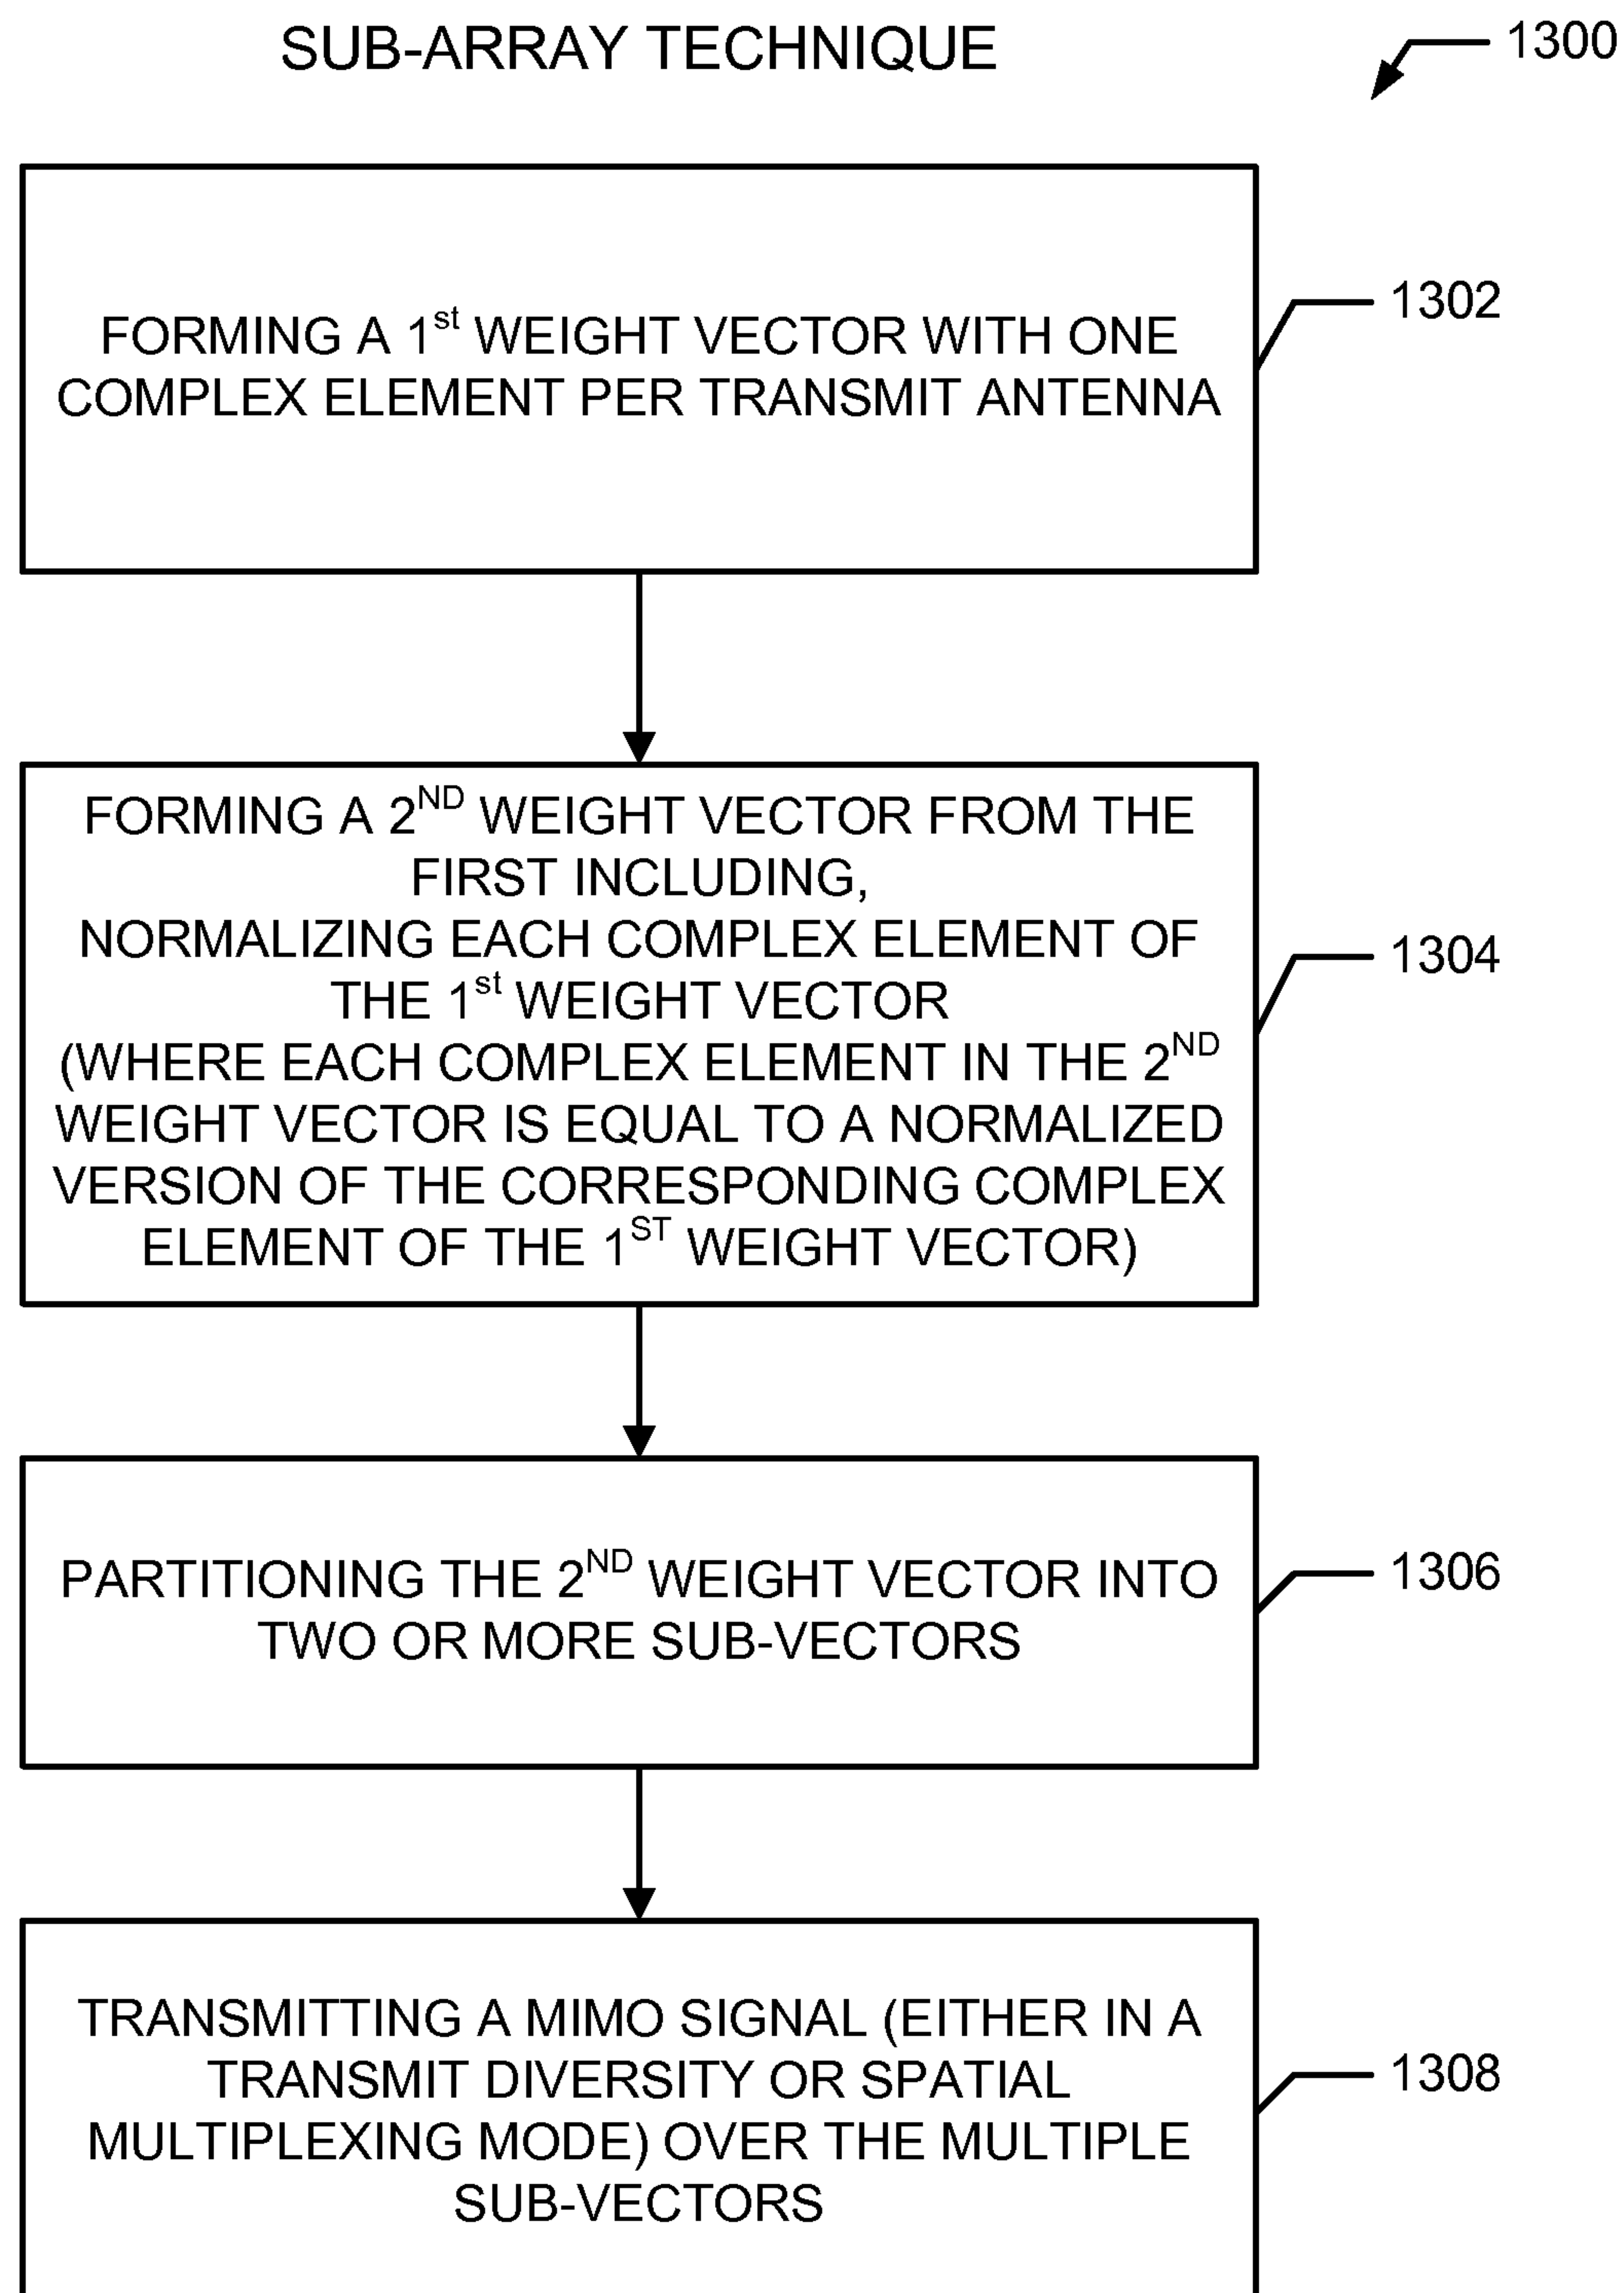 SUB-ARRAY TECHNIQUE
1300
FORMING A 1st WEIGHT VECTOR WITH ONE
COMPLEX ELEMENT PER TRANSMIT ANTENNA
1302
FORMING A 2ND WEIGHT VECTOR FROM THE
FIRST INCLUDING,
NORMALIZING EACH COMPLEX ELEMENT OF
THE 1st WEIGHT VECTOR
(WHERE EACH COMPLEX ELEMENT IN THE 2ND
WEIGHT VECTOR IS EQUAL TO A NORMALIZED
VERSION OF THE CORRESPONDING COMPLEX
ELEMENT OF THE 1ST WEIGHT VECTOR)
1304
PARTITIONING THE 2ND WEIGHT VECTOR INTO
TWO OR MORE SUB-VECTORS
1306
TRANSMITTING A MIMO SIGNAL (EITHER IN A
TRANSMIT DIVERSITY OR SPATIAL
MULTIPLEXING MODE) OVER THE MULTIPLE
SUB-VECTORS
1308